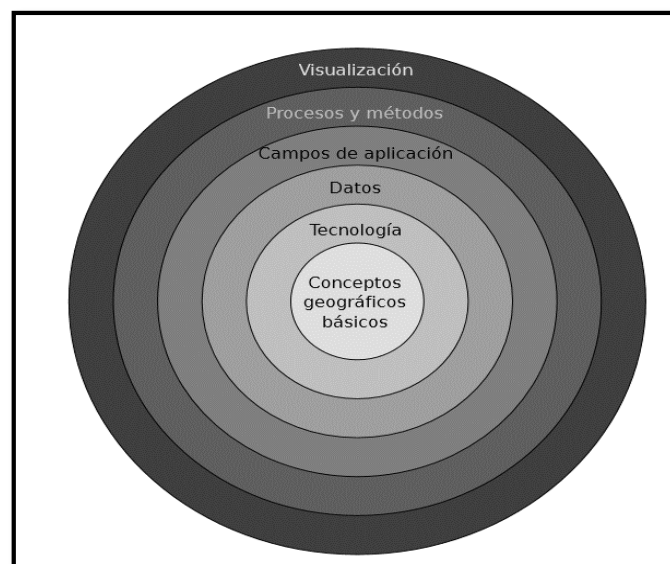 Visualización
Procesos y métodos
Campos de aplicación
Datos
Tecnología
Conceptos
geográficos
básicos